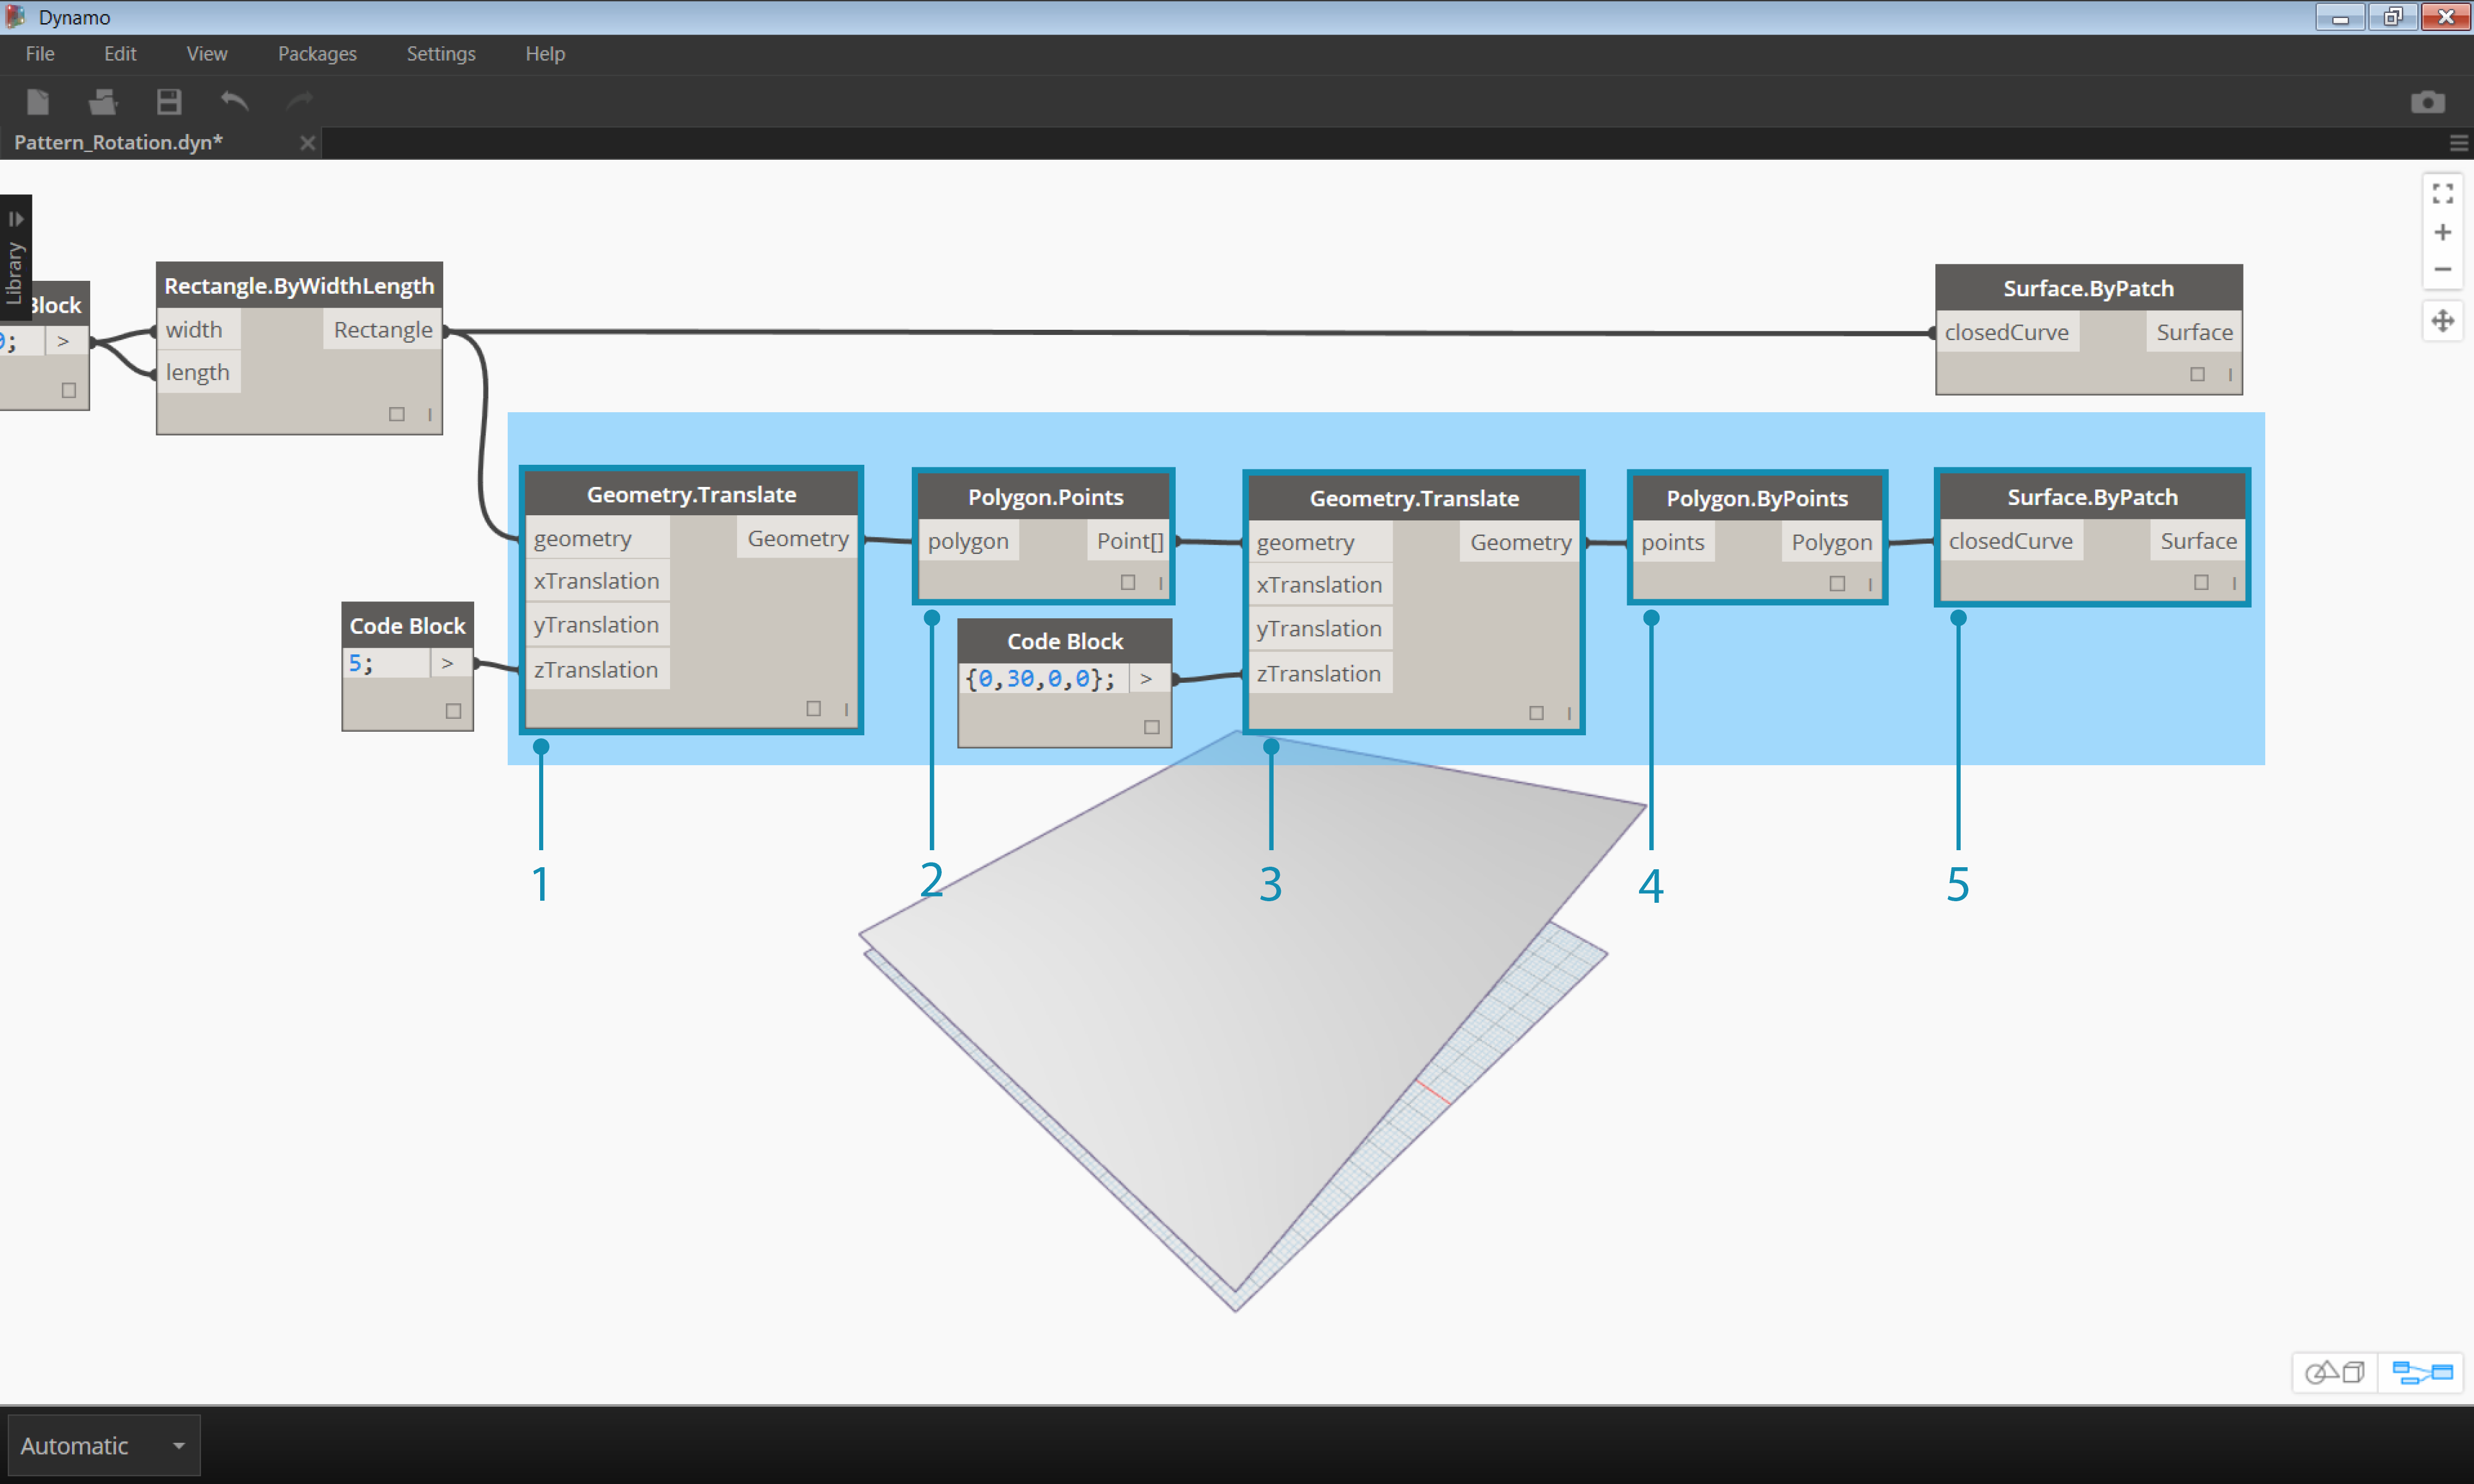 Dynamo
File Edit View Packages Settings Help
Pattern_Rotation.dyn*
Library
Block
0;
>
Rectangle.ByWidthLength
width
Rectangle
length
Surface.ByPatch
closedCurve
Surface
Geometry.Translate
geometry
Geometry
xTranslation
yTranslation
zTranslation
Code Block
5;
>
Polygon.Points
polygon
Point[]
Code Block
{0,30,0,0};
>
Geometry.Translate
geometry
Geometry
xTranslation
yTranslation
zTranslation
Polygon.ByPoints
points
Polygon
Surface.ByPatch
closedCurve
Surface
1
2
3
4
5
Automatic